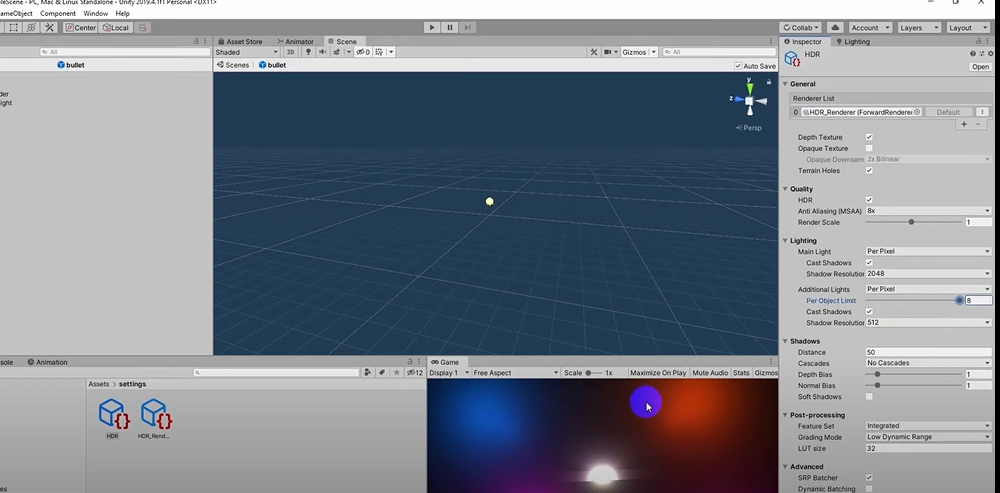 pleScene - PC, Mac & Linux Standalone - Unity 2019.4.1f1 Personal <DX11>
GameObject Component Window Help
Center Local Collab Account Layers Layout
All
bullet
der
ight
Asset Store Animator Scene
Shaded 2D 0 Gizmos All
Scenes bullet Auto Save
y
z
Persp
Inspector Lighting
HDR
Open
General
Renderer List
0 HDR_Renderer (ForwardRenderer Default
Depth Texture
Opaque Texture
Opaque Downsam 2x Bilinear
Terrain Holes
Quality
HDR
Anti Aliasing (MSAA) 8x
Render Scale 1
Lighting
Main Light Per Pixel
Cast Shadows
Shadow Resolution 2048
Additional Lights Per Pixel
Per Object Limit 8
Cast Shadows
Shadow Resolution 512
Shadows
Distance 50
Cascades No Cascades
Depth Bias 1
Normal Bias 1
Soft Shadows
Post-processing
Feature Set Integrated
Grading Mode Low Dynamic Range
LUT size 32
Advanced
SRP Batcher
Dynamic Batching
sole Animation
12
Assets > settings
HDR HDR_Rend...
es
Game
Display 1 Free Aspect Scale 1x Maximize On Play Mute Audio Stats Gizmos